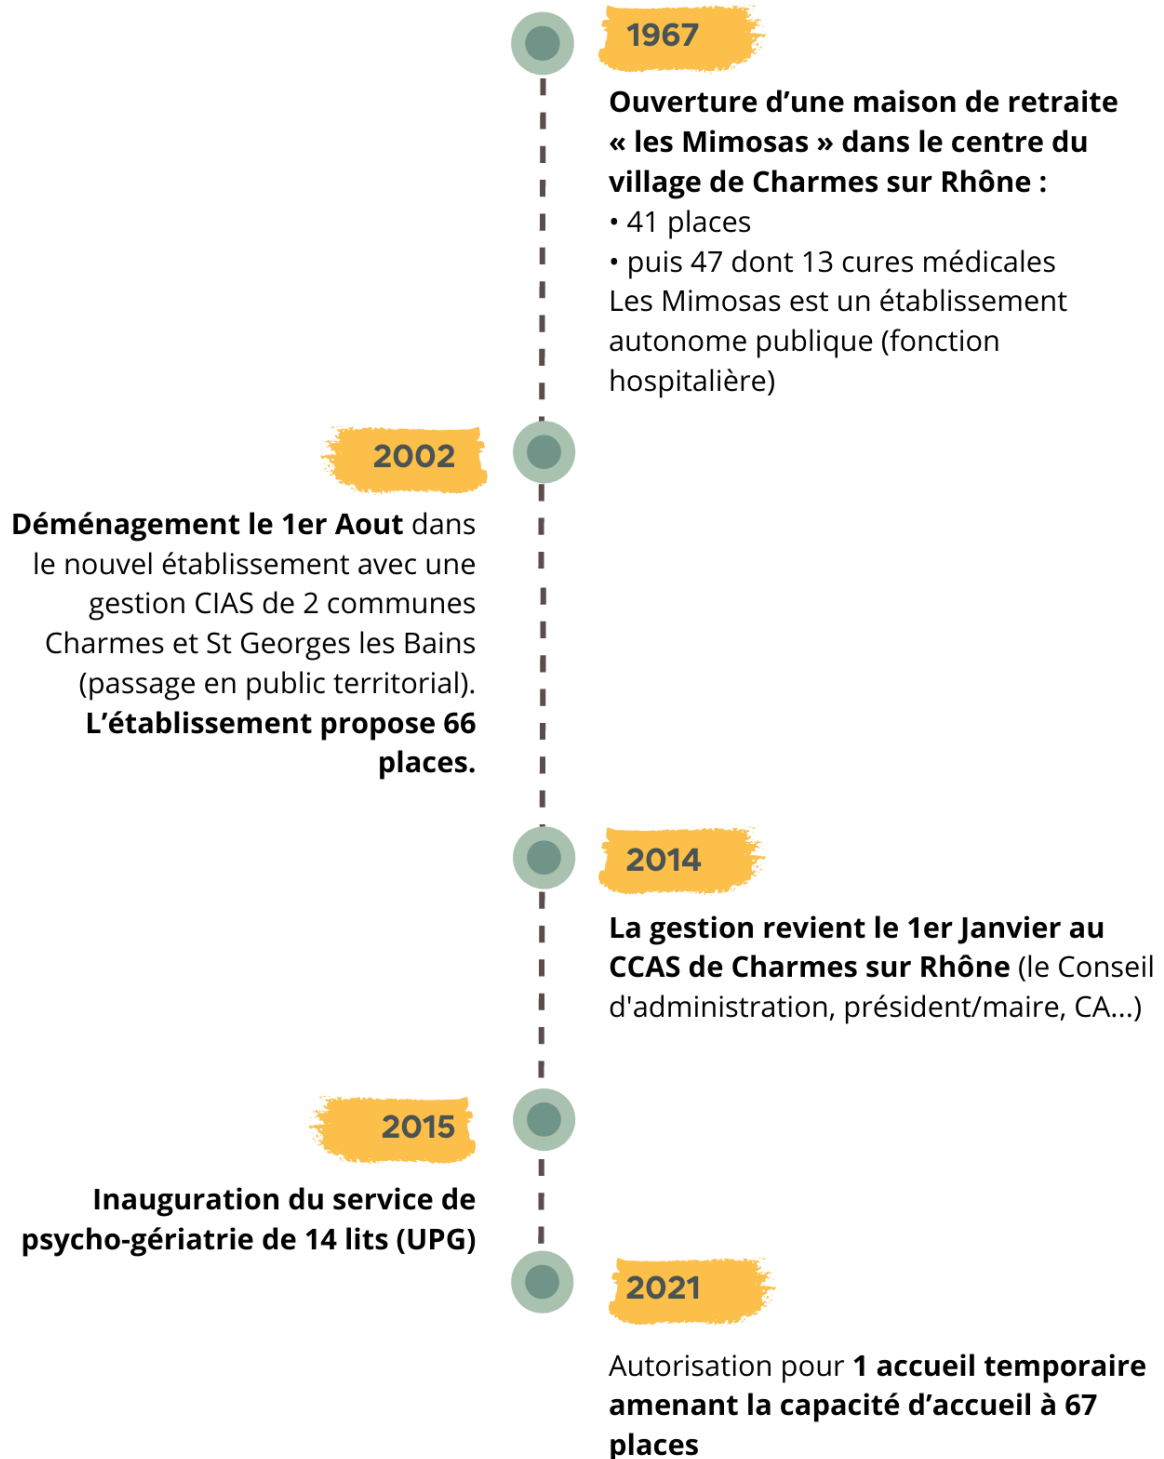 1967
Ouverture d’une maison de retraite
« les Mimosas » dans le centre du
village de Charmes sur Rhône :
• 41 places
• puis 47 dont 13 cures médicales
Les Mimosas est un établissement
autonome publique (fonction
hospitalière)
2002
Déménagement le 1er Aout dans
le nouvel établissement avec une
gestion CIAS de 2 communes
Charmes et St Georges les Bains
(passage en public territorial).
L’établissement propose 66
places.
2014
La gestion revient le 1er Janvier au
CCAS de Charmes sur Rhône (le Conseil
d'administration, président/maire, CA...)
2015
Inauguration du service de
psycho-gériatrie de 14 lits (UPG)
2021
Autorisation pour 1 accueil temporaire
amenant la capacité d’accueil à 67
places